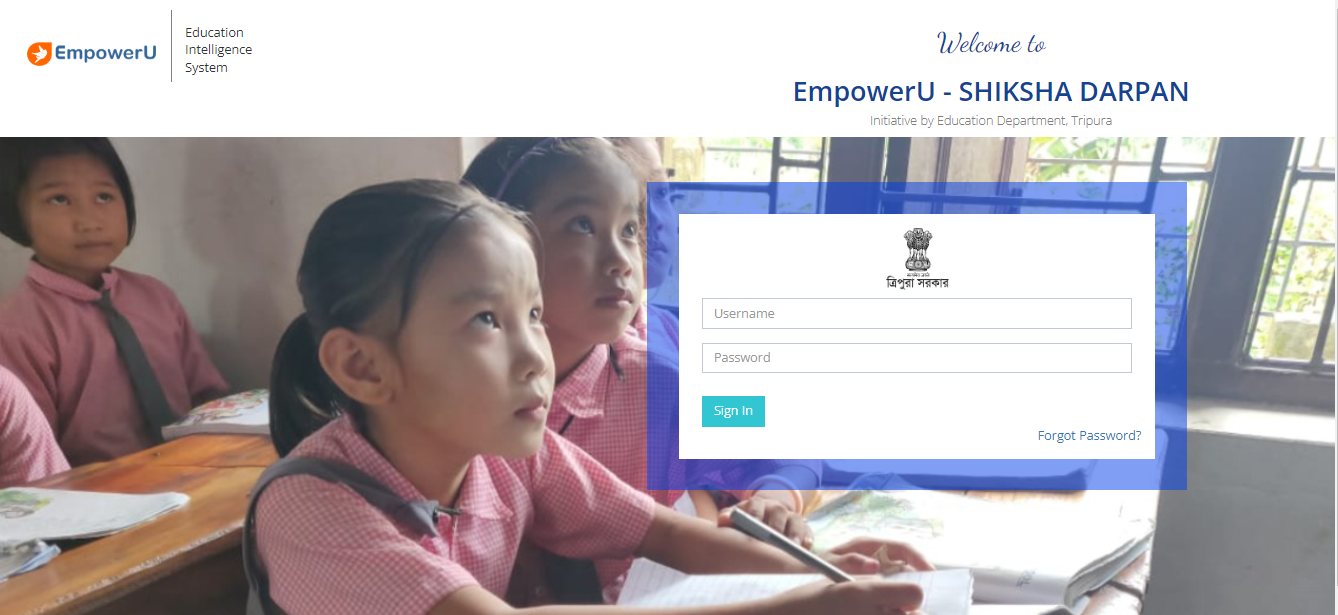 EmpowerU
Education
Intelligence
System
Welcome to
EmpowerU - SHIKSHA DARPAN
Initiative by Education Department, Tripura
ত্রিপুরা সরকার
Username
Password
Sign In
Forgot Password?